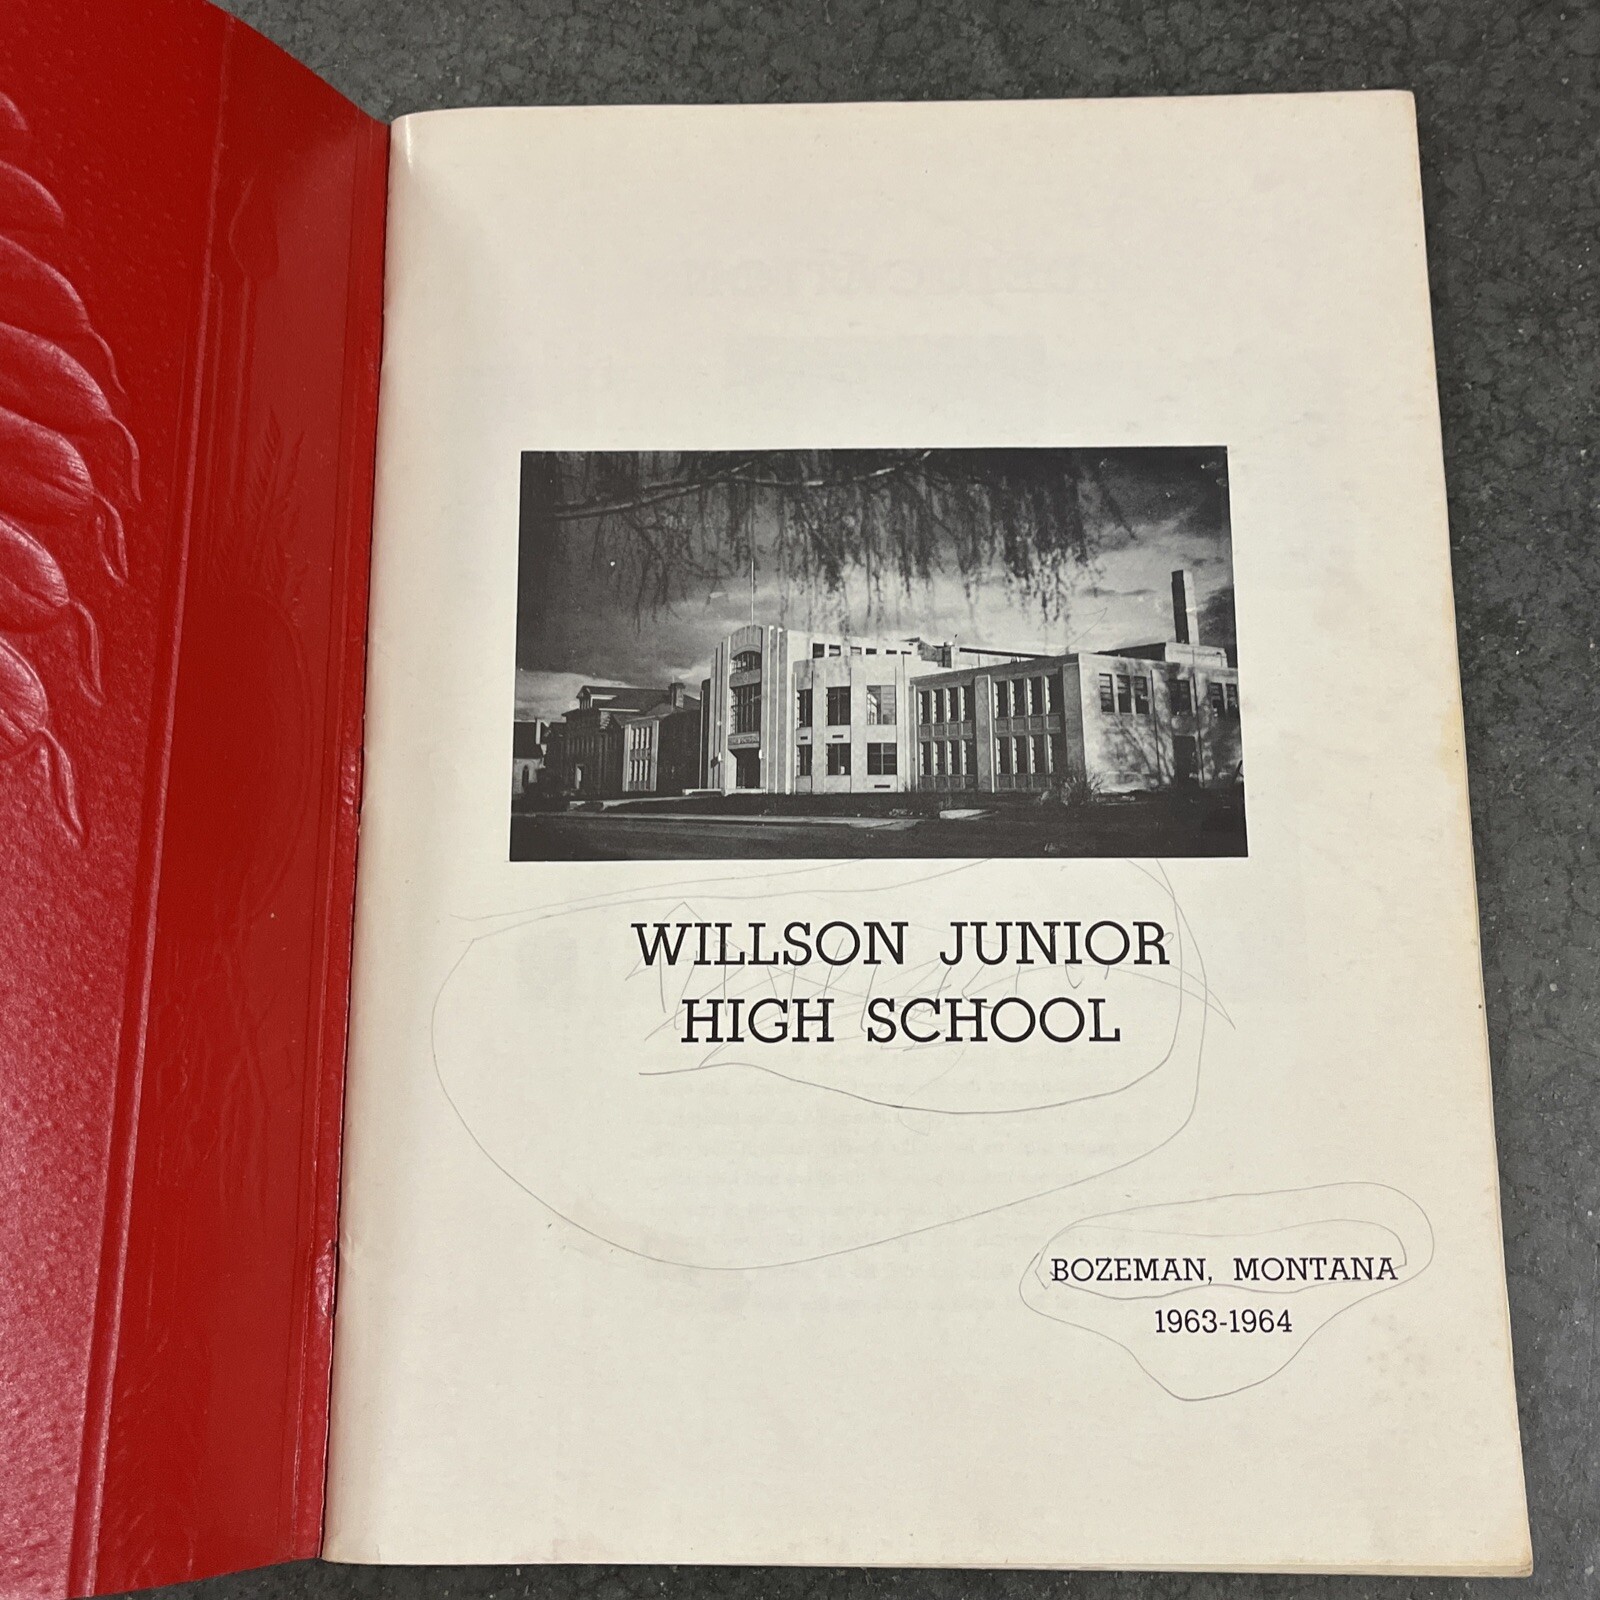 WILLSON JUNIOR
HIGH SCHOOL
BOZEMAN, MONTANA
1963-1964